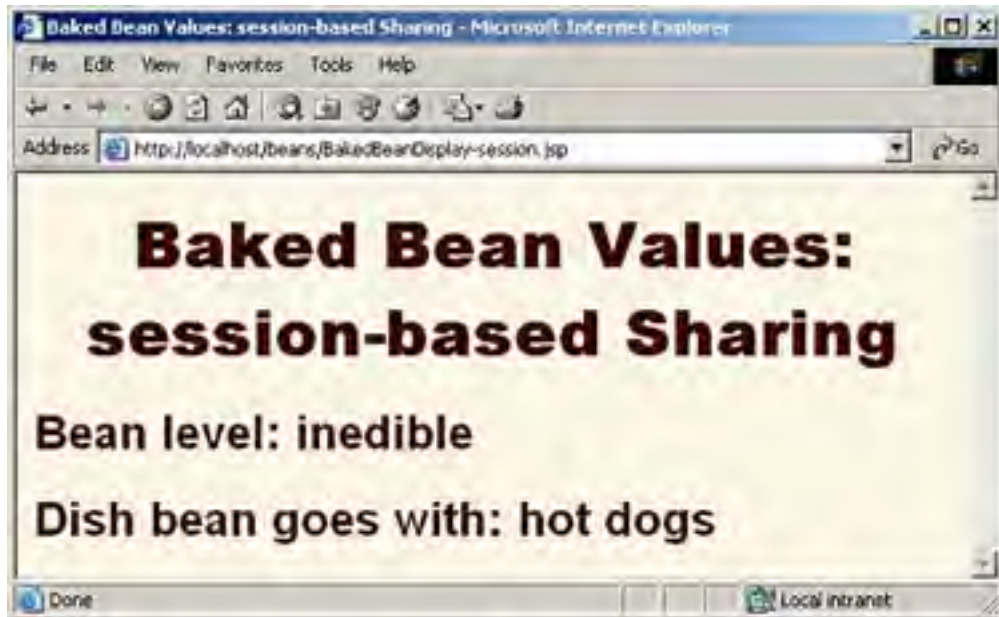 Baked Bean Values: session-based Sharing - Microsoft Internet Explorer
File Edit View Favorites Tools Help
Address http://localhost/beans/BakedBeanDisplay-session.jsp Go
Baked Bean Values:
session-based Sharing
Bean level: inedible
Dish bean goes with: hot dogs
Done Local intranet